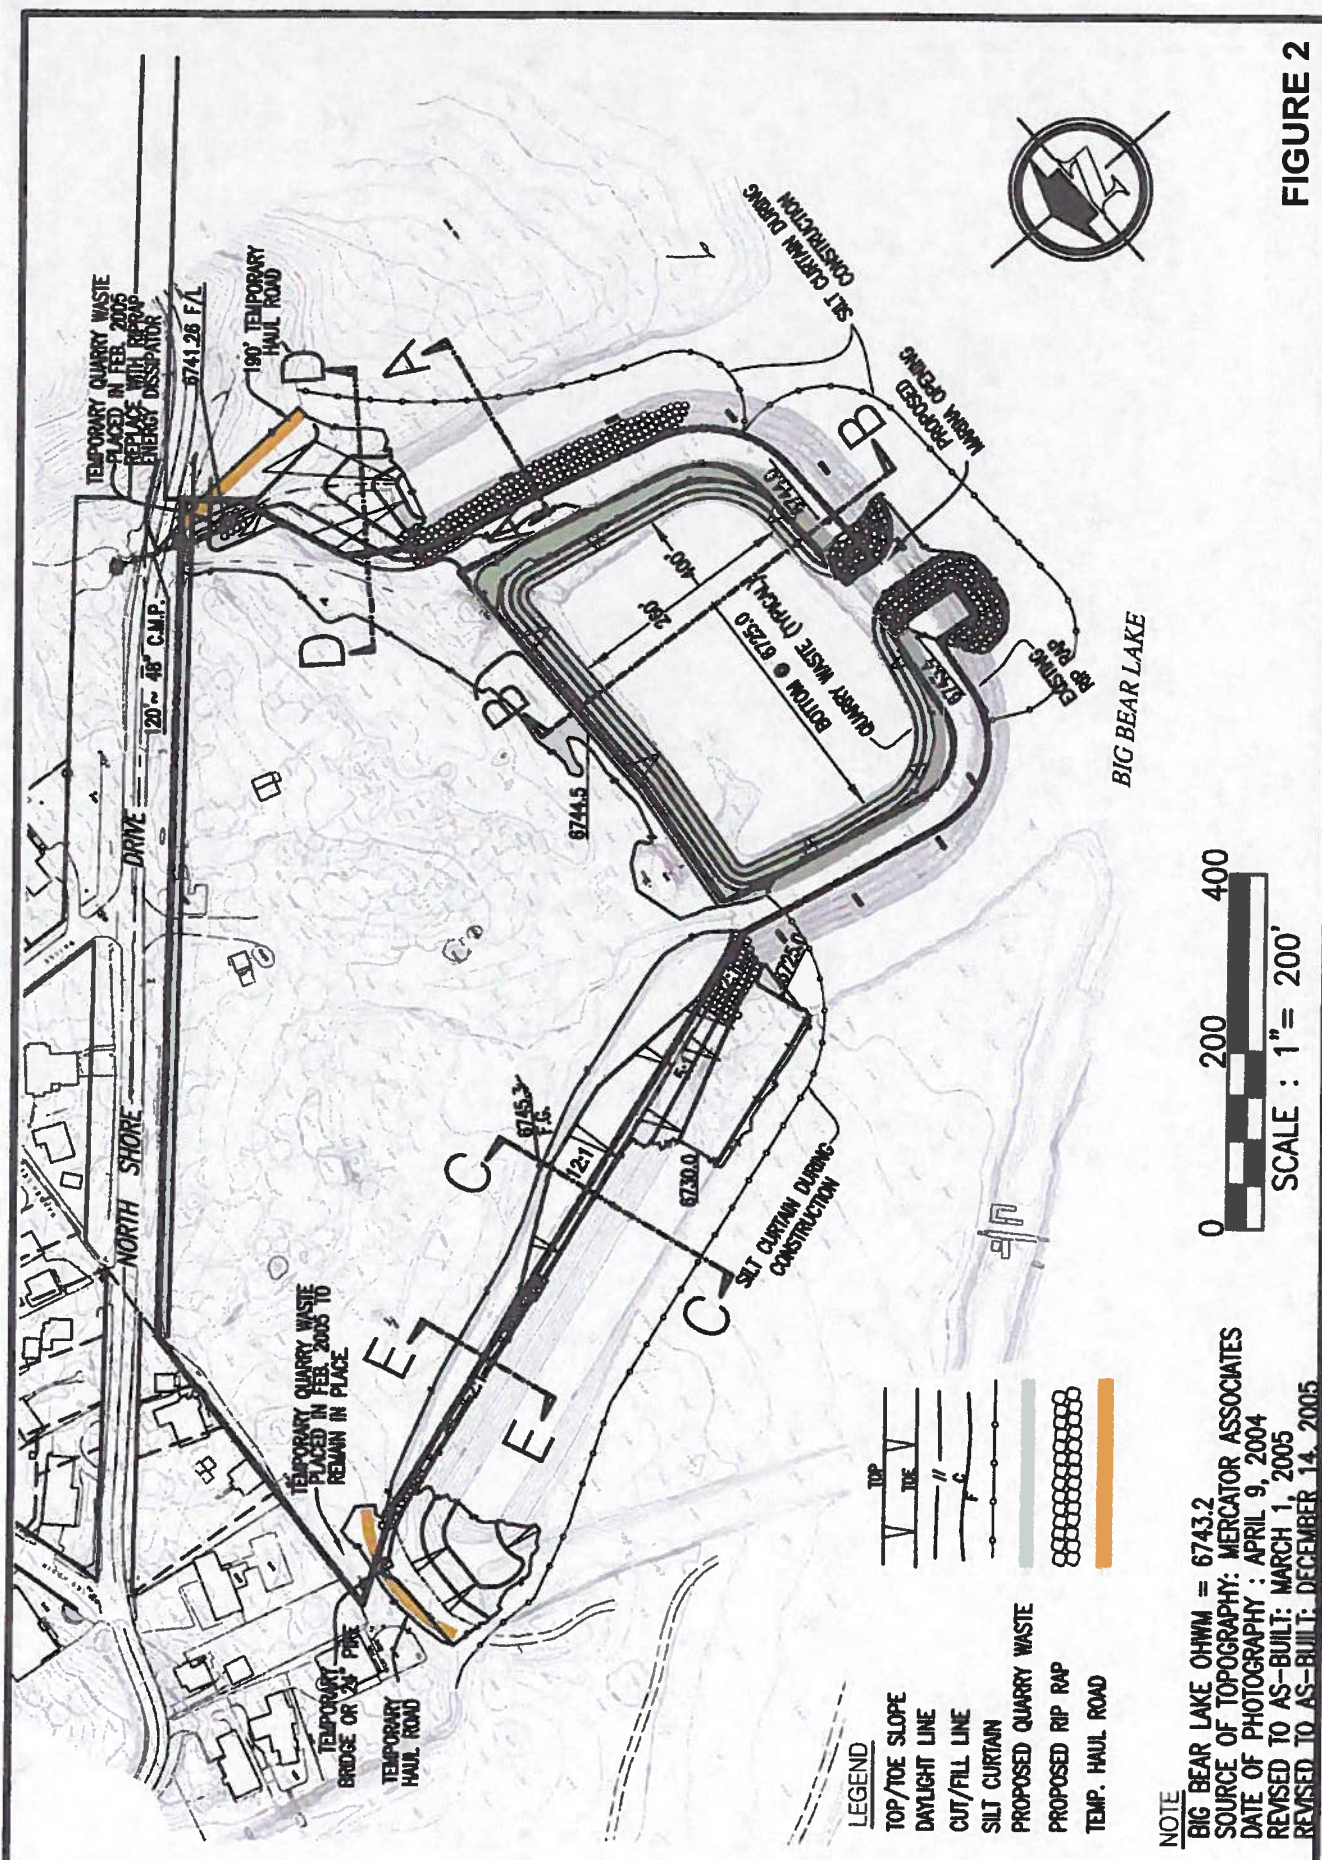 FIGURE 2
TEMPORARY QUARRY WASTE
PLACED IN FEB. 2005
REPLACE WITH RIPRAP
ENERGY DISSIPATOR
6741.26 F/L
190' TEMPORARY
HAUL ROAD
120'~ 48" C.M.P.
NORTH SHORE DRIVE
D
D
A
A
B
B
SILT CURTAIN DURING
CONSTRUCTION
PROPOSED
MARINA OPENING
6744.5
260'
400'
BOTTOM @ 6725.0
QUARRY WASTE (TYPICAL)
EXISTING
RIP RAP
BIG BEAR LAKE
6725.0
5:1
12:1
6745.3
F.G.
6730.0
C
C
SILT CURTAIN DURING
CONSTRUCTION
E
E
TEMPORARY QUARRY WASTE
PLACED IN FEB. 2005 TO
REMAIN IN PLACE
TEMPORARY
BRIDGE OR 24" PIPE
TEMPORARY
HAUL ROAD
0 200 400
SCALE : 1"= 200'
LEGEND
TOP/TOE SLOPE
TOP
TOE
DAYLIGHT LINE
CUT/FILL LINE
C
F
SILT CURTAIN
PROPOSED QUARRY WASTE
PROPOSED RIP RAP
TEMP. HAUL ROAD
NOTE
BIG BEAR LAKE OHWM = 6743.2
SOURCE OF TOPOGRAPHY: MERCATOR ASSOCIATES
DATE OF PHOTOGRAPHY : APRIL 9, 2004
REVISED TO AS-BUILT: MARCH 1, 2005
REVISED TO AS-BUILT: DECEMBER 14, 2005